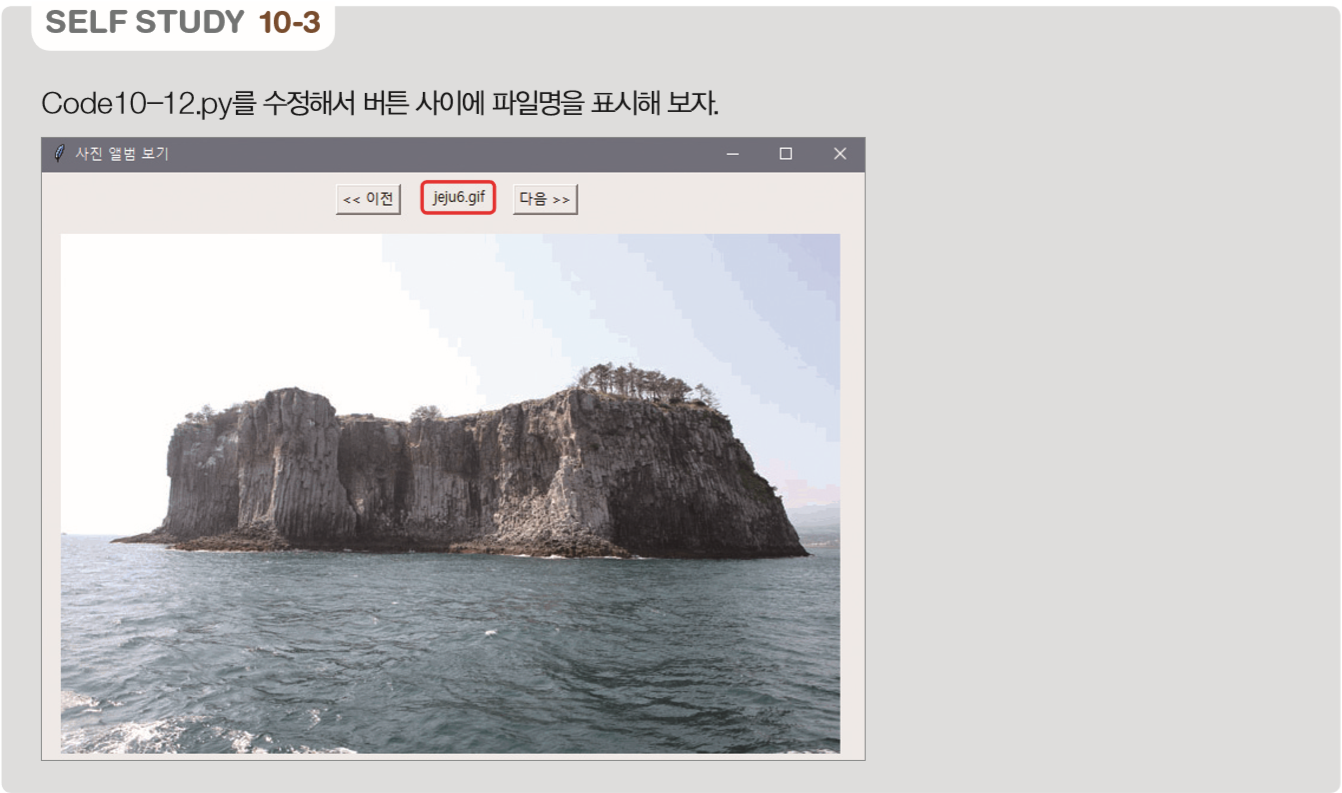 SELF STUDY 10-3
Code10-12.py를 수정해서 버튼 사이에 파일명을 표시해 보자.
사진 앨범 보기
<< 이전 jeju6.gif 다음 >>